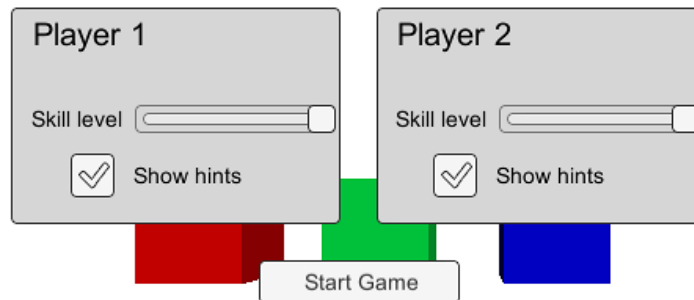 Player 1
Skill level
Show hints
Player 2
Skill level
Show hints
Start Game